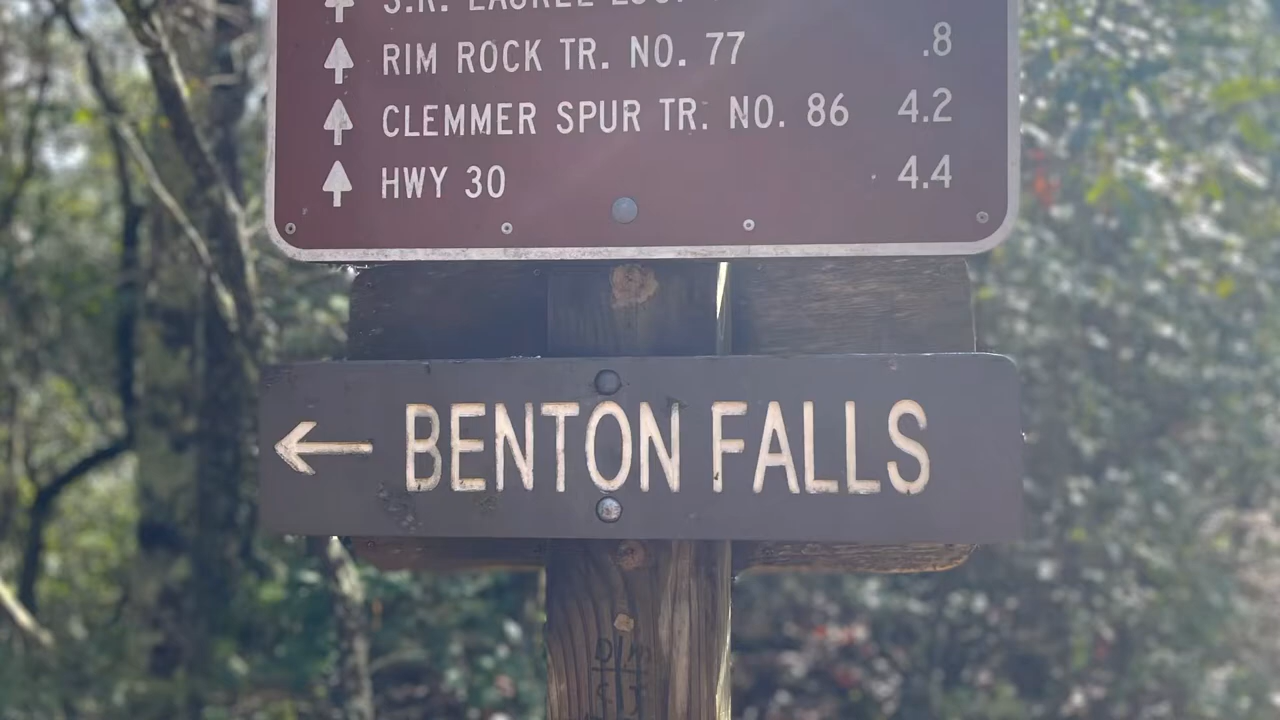 S.R. LAUREL
RIM ROCK TR. NO. 77 .8
CLEMMER SPUR TR. NO. 86 4.2
HWY 30 4.4
← BENTON FALLS
D M